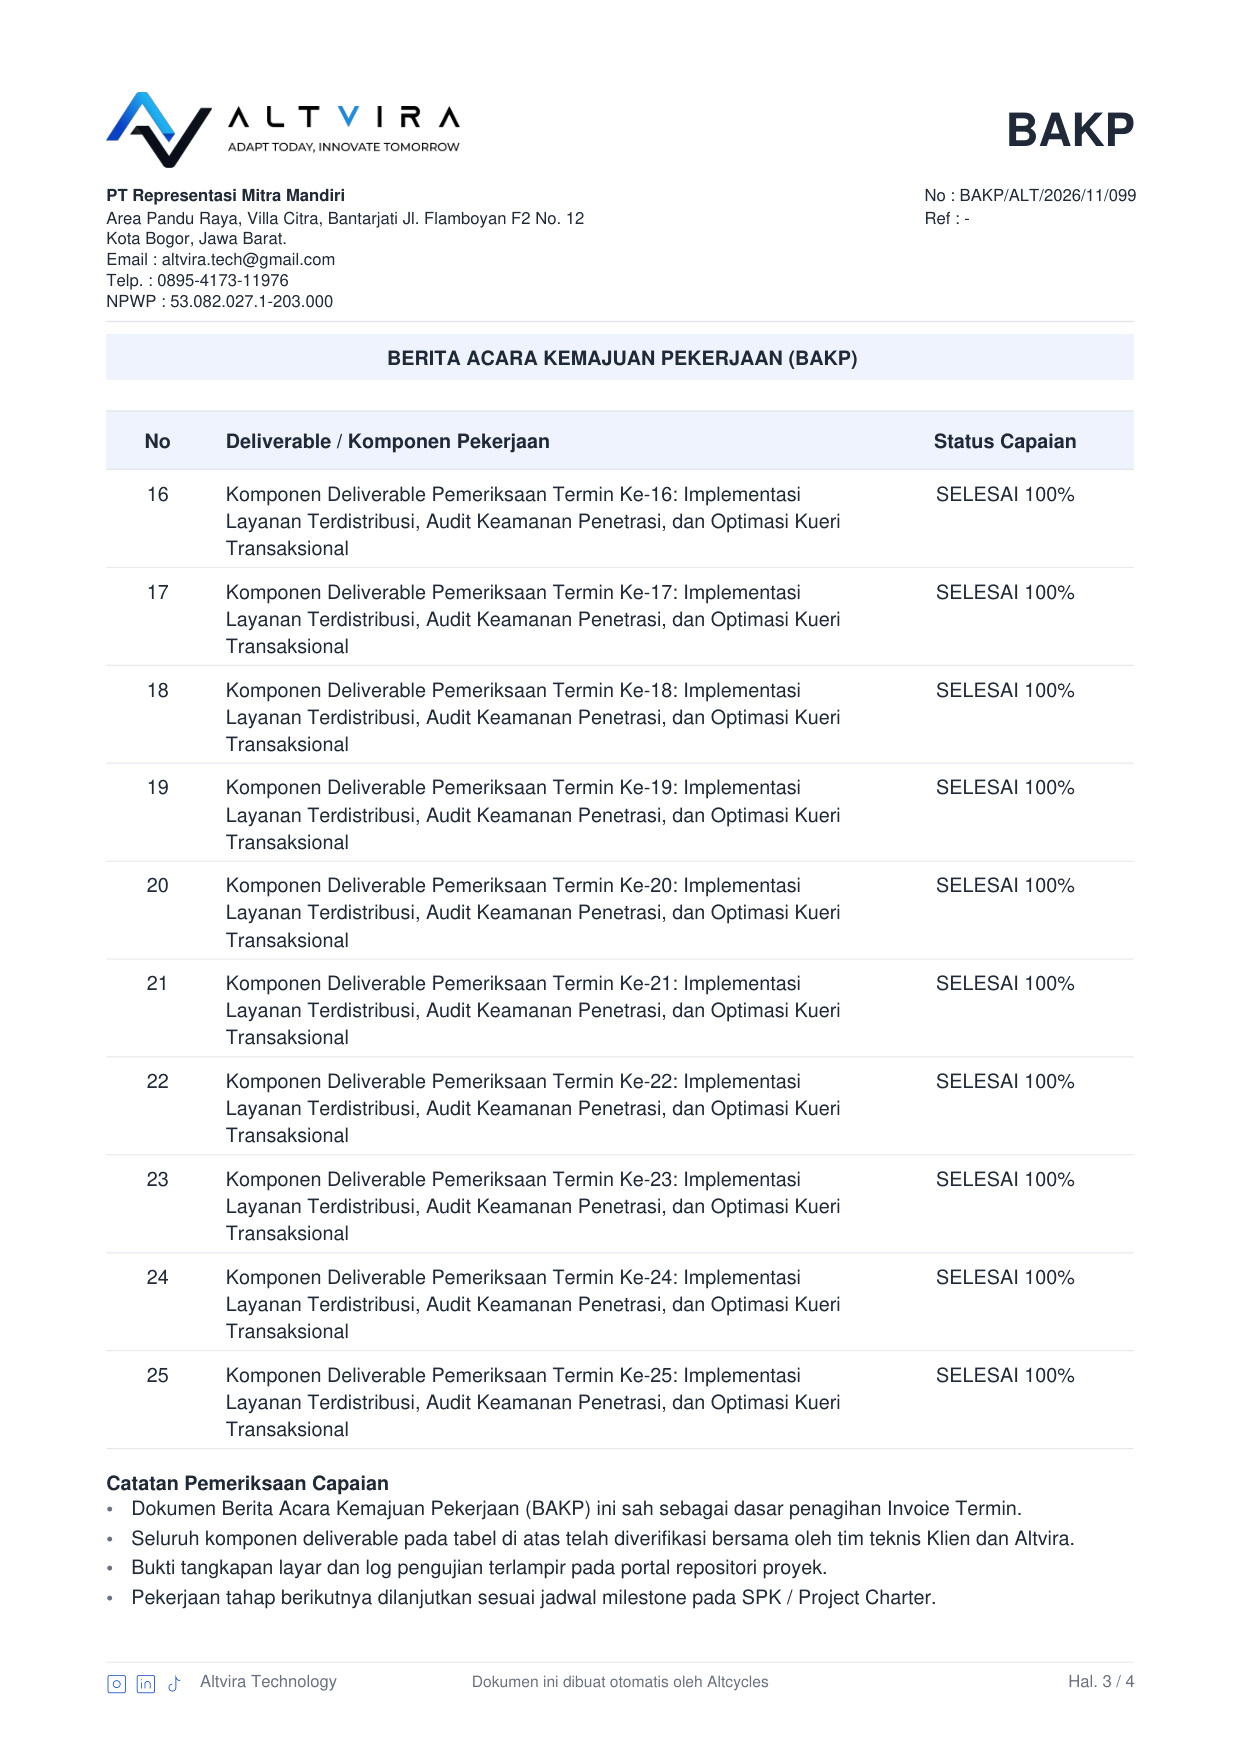 ALTVIRA
ADAPT TODAY, INNOVATE TOMORROW
BAKP
PT Representasi Mitra Mandiri
Area Pandu Raya, Villa Citra, Bantarjati Jl. Flamboyan F2 No. 12
Kota Bogor, Jawa Barat.
Email : altvira.tech@gmail.com
Telp. : 0895-4173-11976
NPWP : 53.082.027.1-203.000
No : BAKP/ALT/2026/11/099
Ref : -
BERITA ACARA KEMAJUAN PEKERJAAN (BAKP)
No Deliverable / Komponen Pekerjaan Status Capaian
16 Komponen Deliverable Pemeriksaan Termin Ke-16: Implementasi SELESAI 100%
Layanan Terdistribusi, Audit Keamanan Penetrasi, dan Optimasi Kueri
Transaksional
17 Komponen Deliverable Pemeriksaan Termin Ke-17: Implementasi SELESAI 100%
Layanan Terdistribusi, Audit Keamanan Penetrasi, dan Optimasi Kueri
Transaksional
18 Komponen Deliverable Pemeriksaan Termin Ke-18: Implementasi SELESAI 100%
Layanan Terdistribusi, Audit Keamanan Penetrasi, dan Optimasi Kueri
Transaksional
19 Komponen Deliverable Pemeriksaan Termin Ke-19: Implementasi SELESAI 100%
Layanan Terdistribusi, Audit Keamanan Penetrasi, dan Optimasi Kueri
Transaksional
20 Komponen Deliverable Pemeriksaan Termin Ke-20: Implementasi SELESAI 100%
Layanan Terdistribusi, Audit Keamanan Penetrasi, dan Optimasi Kueri
Transaksional
21 Komponen Deliverable Pemeriksaan Termin Ke-21: Implementasi SELESAI 100%
Layanan Terdistribusi, Audit Keamanan Penetrasi, dan Optimasi Kueri
Transaksional
22 Komponen Deliverable Pemeriksaan Termin Ke-22: Implementasi SELESAI 100%
Layanan Terdistribusi, Audit Keamanan Penetrasi, dan Optimasi Kueri
Transaksional
23 Komponen Deliverable Pemeriksaan Termin Ke-23: Implementasi SELESAI 100%
Layanan Terdistribusi, Audit Keamanan Penetrasi, dan Optimasi Kueri
Transaksional
24 Komponen Deliverable Pemeriksaan Termin Ke-24: Implementasi SELESAI 100%
Layanan Terdistribusi, Audit Keamanan Penetrasi, dan Optimasi Kueri
Transaksional
25 Komponen Deliverable Pemeriksaan Termin Ke-25: Implementasi SELESAI 100%
Layanan Terdistribusi, Audit Keamanan Penetrasi, dan Optimasi Kueri
Transaksional
Catatan Pemeriksaan Capaian
• Dokumen Berita Acara Kemajuan Pekerjaan (BAKP) ini sah sebagai dasar penagihan Invoice Termin.
• Seluruh komponen deliverable pada tabel di atas telah diverifikasi bersama oleh tim teknis Klien dan Altvira.
• Bukti tangkapan layar dan log pengujian terlampir pada portal repositori proyek.
• Pekerjaan tahap berikutnya dilanjutkan sesuai jadwal milestone pada SPK / Project Charter.
Altvira Technology Dokumen ini dibuat otomatis oleh Altcycles Hal. 3 / 4